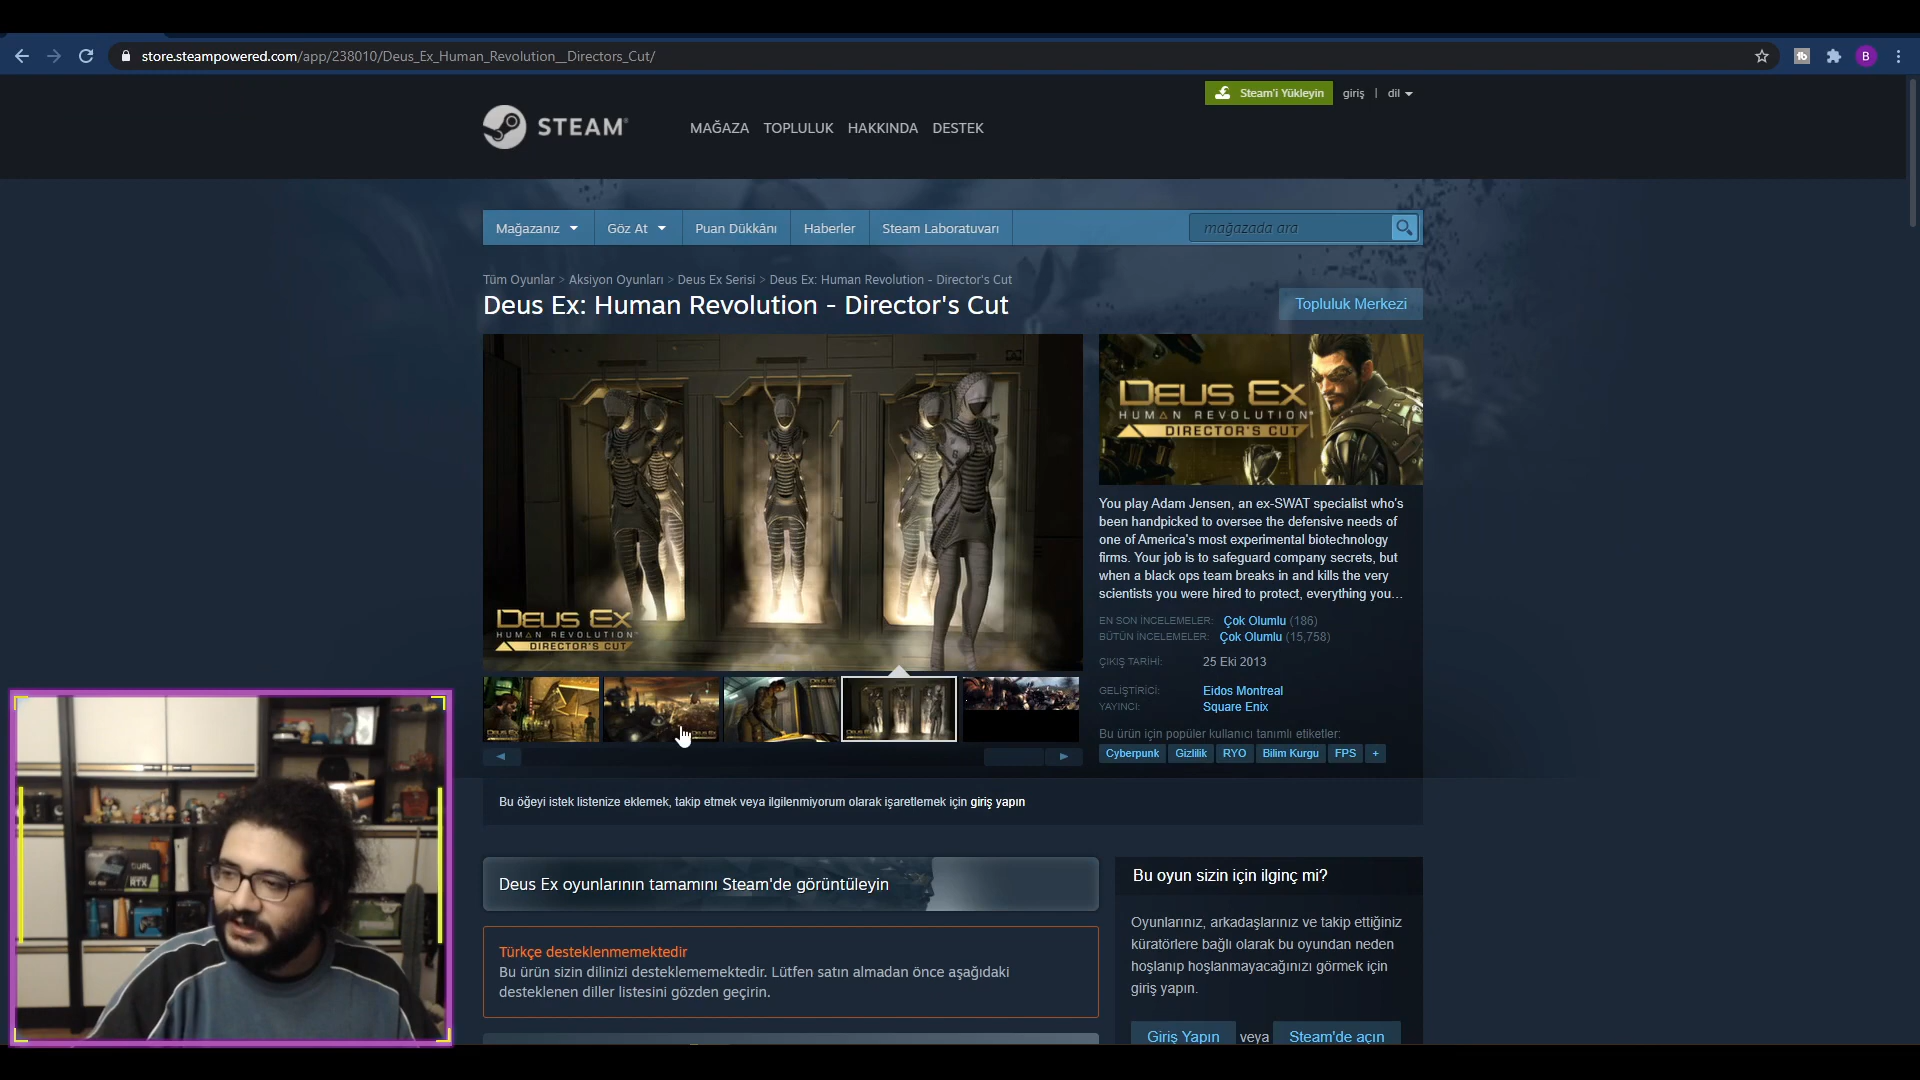 store.steampowered.com/app/238010/Deus_Ex_Human_Revolution__Directors_Cut/
B
Steam'i Yükleyin
giriş | dil
STEAM
MAĞAZA TOPLULUK HAKKINDA DESTEK
Mağazanız Göz At Puan Dükkânı Haberler Steam Laboratuvarı
mağazada ara
Tüm Oyunlar > Aksiyon Oyunları > Deus Ex Serisi > Deus Ex: Human Revolution - Director's Cut
Deus Ex: Human Revolution - Director's Cut
Topluluk Merkezi
DEUS EX
HUMAN REVOLUTION
DIRECTOR'S CUT
DEUS EX
HUMAN REVOLUTION
DIRECTOR'S CUT
You play Adam Jensen, an ex-SWAT specialist who's
been handpicked to oversee the defensive needs of
one of America's most experimental biotechnology
firms. Your job is to safeguard company secrets, but
when a black ops team breaks in and kills the very
scientists you were hired to protect, everything you...
EN SON İNCELEMELER: Çok Olumlu (186)
BÜTÜN İNCELEMELER: Çok Olumlu (15,758)
ÇIKIŞ TARİHİ: 25 Eki 2013
GELİŞTİRİCİ: Eidos Montreal
YAYINCI: Square Enix
Bu ürün için popüler kullanıcı tanımlı etiketler:
Cyberpunk Gizlilik RYO Bilim Kurgu FPS +
Bu öğeyi istek listenize eklemek, takip etmek veya ilgilenmiyorum olarak işaretlemek için giriş yapın
Deus Ex oyunlarının tamamını Steam'de görüntüleyin
Türkçe desteklenmemektedir
Bu ürün sizin dilinizi desteklememektedir. Lütfen satın almadan önce aşağıdaki
desteklenen diller listesini gözden geçirin.
Bu oyun sizin için ilginç mi?
Oyunlarınız, arkadaşlarınız ve takip ettiğiniz
küratörlere bağlı olarak bu oyundan neden
hoşlanıp hoşlanmayacağınızı görmek için
giriş yapın.
Giriş Yapın veya Steam'de açın